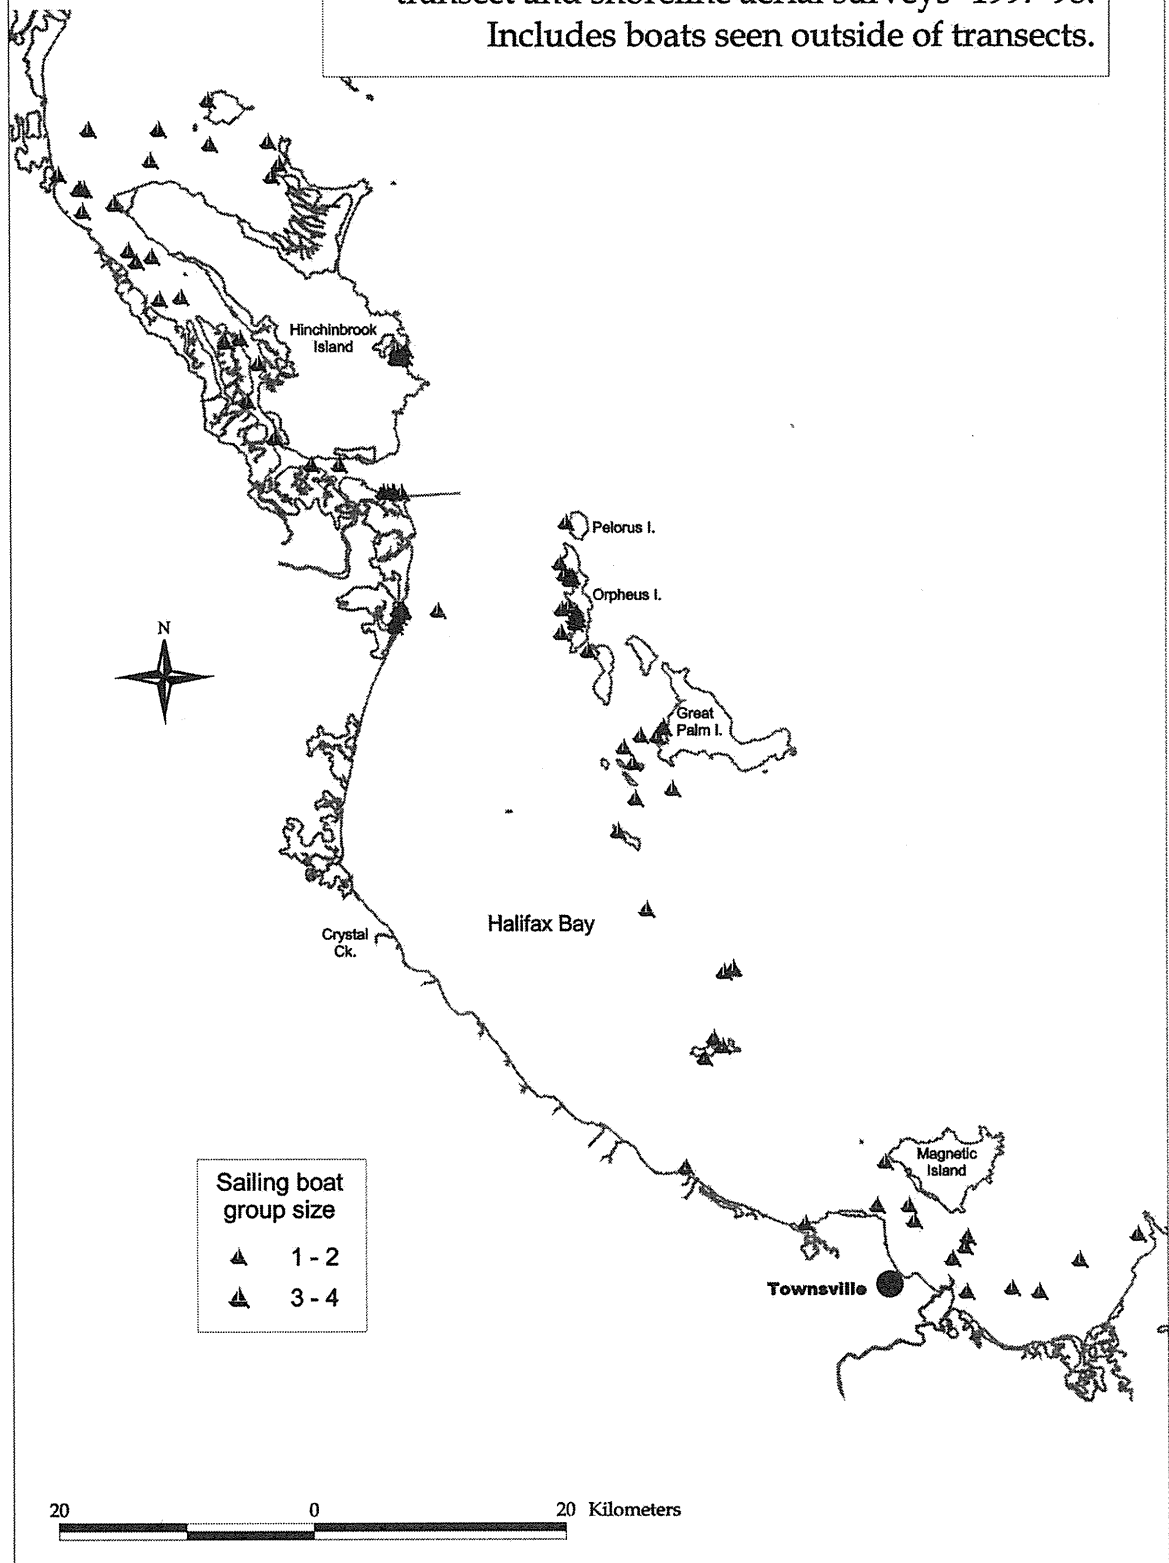 Includes boats seen outside of transects.
Hinchinbrook
Island
Pelorus I.
Orpheus I.
N
Great
Palm I.
Halifax Bay
Crystal
Ck.
Magnetic
Island
Sailing boat
group size
1 - 2
3 - 4
Townsville
20 0 20 Kilometers